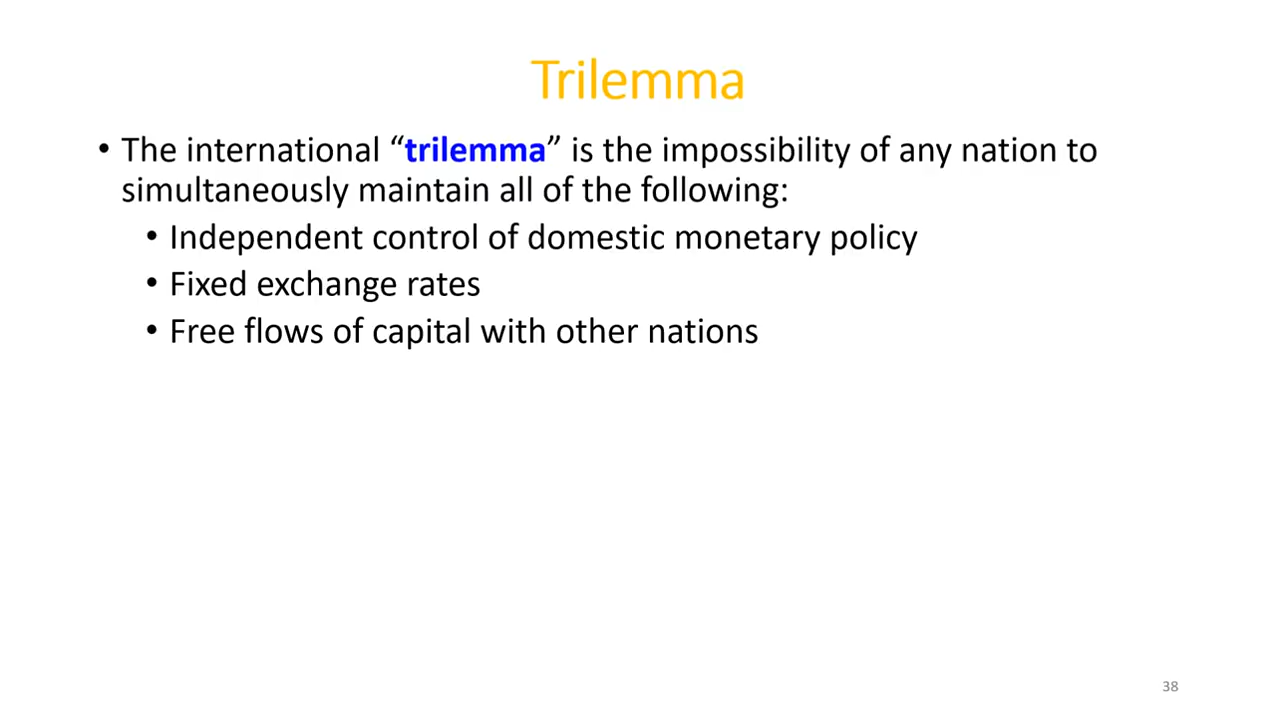 Trilemma
• The international “trilemma” is the impossibility of any nation to
simultaneously maintain all of the following:
• Independent control of domestic monetary policy
• Fixed exchange rates
• Free flows of capital with other nations
38